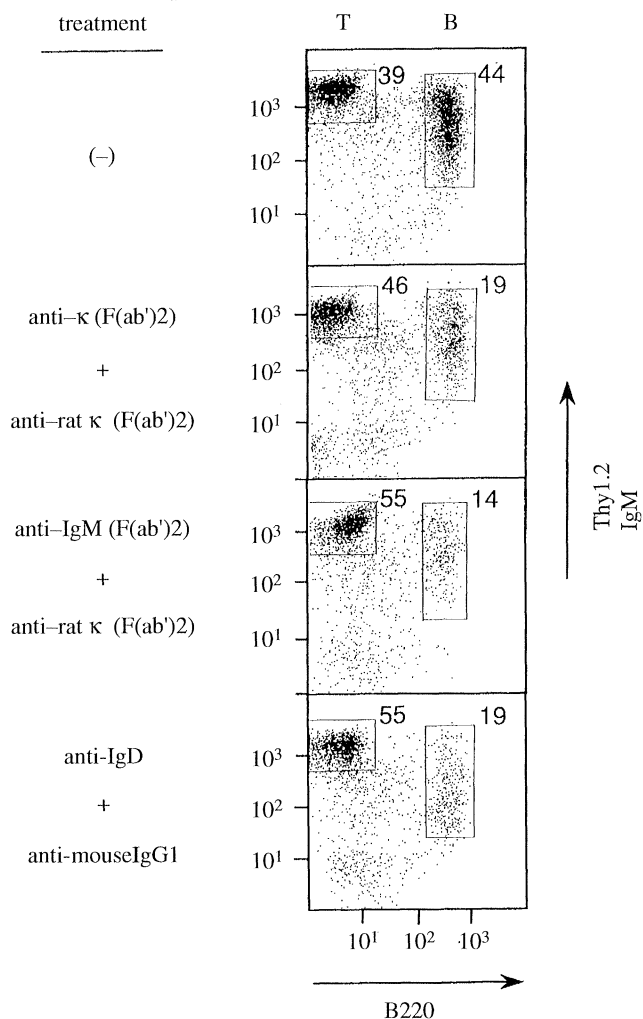 treatment T B
39 44
10³
(–) 10²
10¹
46 19
anti–κ (F(ab')2) 10³
+ 10²
anti–rat κ (F(ab')2) 10¹
55 14
anti–IgM (F(ab')2) 10³
+ 10²
anti–rat κ (F(ab')2) 10¹
Thy1.2
IgM
55 19
anti-IgD 10³
+ 10²
anti-mouseIgG1 10¹
10¹ 10² 10³
B220